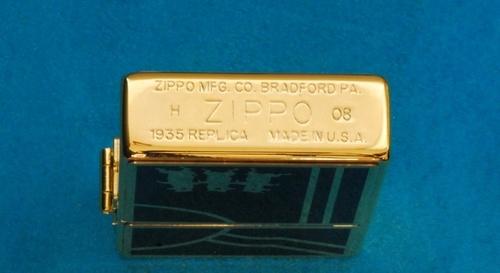 ZIPPO MFG. CO. BRADFORD PA.
H ZIPPO 08
1935 REPLICA MADE IN U.S.A.